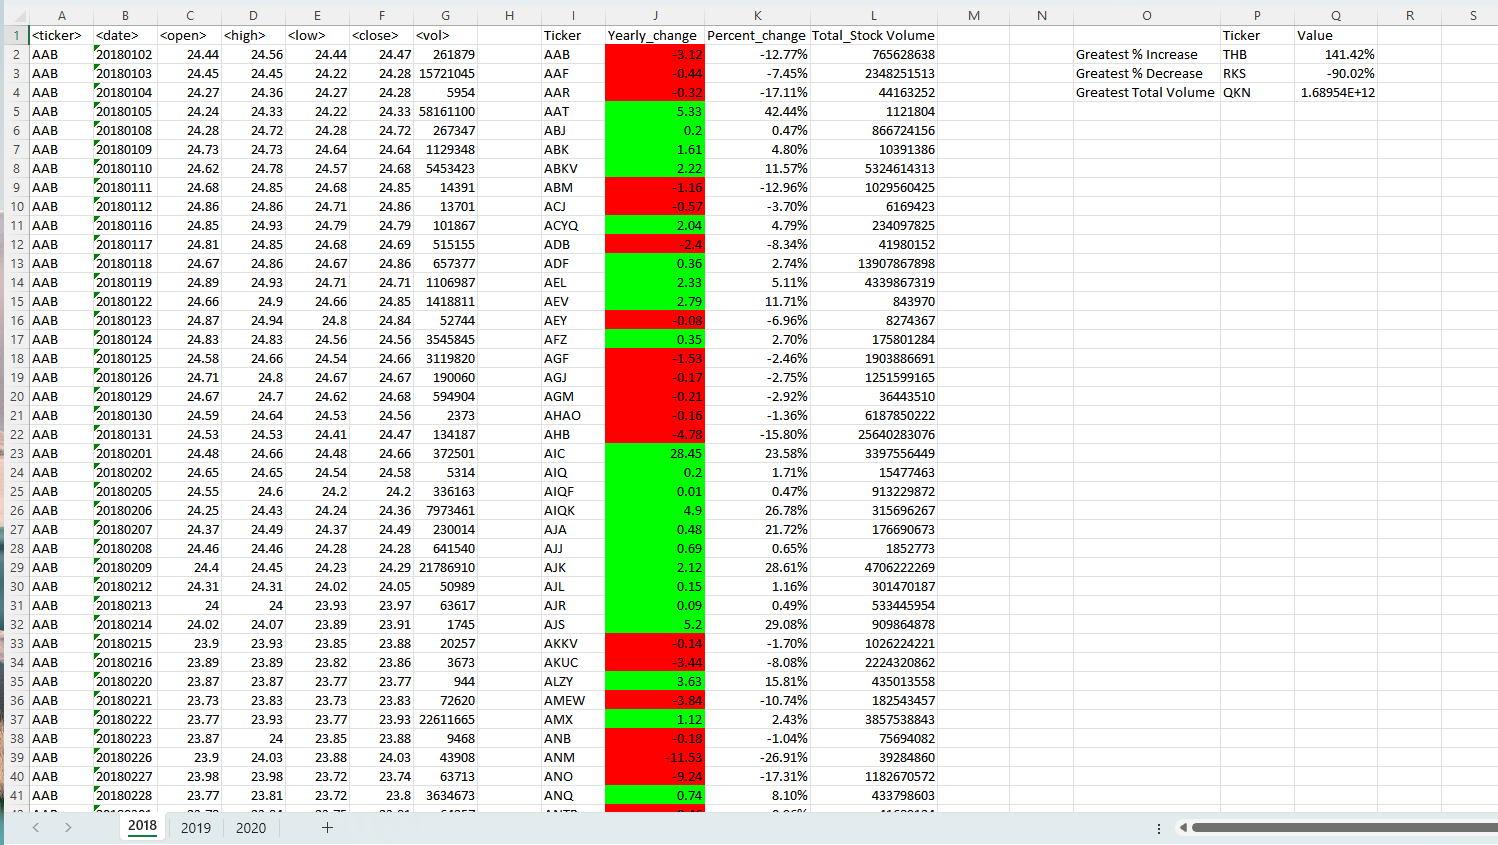 A B C D E F G H I J K L M N O P Q R S
1 <ticker> <date> <open> <high> <low> <close> <vol> Ticker Yearly_change Percent_change Total_Stock Volume Ticker Value
2 AAB 20180102 24.44 24.56 24.44 24.47 261879 AAB -3.12 -12.77% 765628638 Greatest % Increase THB 141.42%
3 AAB 20180103 24.45 24.45 24.22 24.28 15721045 AAF -0.44 -7.45% 2348251513 Greatest % Decrease RKS -90.02%
4 AAB 20180104 24.27 24.36 24.27 24.28 5954 AAR -0.32 -17.11% 44163252 Greatest Total Volume QKN 1.68954E+12
5 AAB 20180105 24.24 24.33 24.22 24.33 58161100 AAT 5.33 42.44% 1121804
6 AAB 20180108 24.28 24.72 24.28 24.72 267347 ABJ 0.2 0.47% 866724156
7 AAB 20180109 24.73 24.73 24.64 24.64 1129348 ABK 1.61 4.80% 10391386
8 AAB 20180110 24.62 24.78 24.57 24.68 5453423 ABKV 2.22 11.57% 5324614313
9 AAB 20180111 24.68 24.85 24.68 24.85 14391 ABM -1.16 -12.96% 1029560425
10 AAB 20180112 24.86 24.86 24.71 24.86 13701 ACJ -0.57 -3.70% 6169423
11 AAB 20180116 24.85 24.93 24.79 24.79 101867 ACYQ 2.04 4.79% 234097825
12 AAB 20180117 24.81 24.85 24.68 24.69 515155 ADB -2.4 -8.34% 41980152
13 AAB 20180118 24.67 24.86 24.67 24.86 657377 ADF 0.36 2.74% 13907867898
14 AAB 20180119 24.89 24.93 24.71 24.71 1106987 AEL 2.33 5.11% 4339867319
15 AAB 20180122 24.66 24.9 24.66 24.85 1418811 AEV 2.79 11.71% 843970
16 AAB 20180123 24.87 24.94 24.8 24.84 52744 AEY -0.08 -6.96% 8274367
17 AAB 20180124 24.83 24.83 24.56 24.56 3545845 AFZ 0.35 2.70% 175801284
18 AAB 20180125 24.58 24.66 24.54 24.66 3119820 AGF -1.53 -2.46% 1903886691
19 AAB 20180126 24.71 24.8 24.67 24.67 190060 AGJ -0.17 -2.75% 1251599165
20 AAB 20180129 24.67 24.7 24.62 24.68 594904 AGM -0.21 -2.92% 36443510
21 AAB 20180130 24.59 24.64 24.53 24.56 2373 AHAO -0.16 -1.36% 6187850222
22 AAB 20180131 24.53 24.53 24.41 24.47 134187 AHB -4.78 -15.80% 25640283076
23 AAB 20180201 24.48 24.66 24.48 24.66 372501 AIC 28.45 23.58% 3397556449
24 AAB 20180202 24.65 24.65 24.54 24.58 5314 AIQ 0.2 1.71% 15477463
25 AAB 20180205 24.55 24.6 24.2 24.2 336163 AIQF 0.01 0.47% 913229872
26 AAB 20180206 24.25 24.43 24.24 24.36 7973461 AIQK 4.9 26.78% 315696267
27 AAB 20180207 24.37 24.49 24.37 24.49 230014 AJA 0.48 21.72% 176690673
28 AAB 20180208 24.46 24.46 24.28 24.28 641540 AJJ 0.69 0.65% 1852773
29 AAB 20180209 24.4 24.45 24.23 24.29 21786910 AJK 2.12 28.61% 4706222269
30 AAB 20180212 24.31 24.31 24.02 24.05 50989 AJL 0.15 1.16% 301470187
31 AAB 20180213 24 24 23.93 23.97 63617 AJR 0.09 0.49% 533445954
32 AAB 20180214 24.02 24.07 23.89 23.91 1745 AJS 5.2 29.08% 909864878
33 AAB 20180215 23.9 23.93 23.85 23.88 20257 AKKV -0.14 -1.70% 1026224221
34 AAB 20180216 23.89 23.89 23.82 23.86 3673 AKUC -3.44 -8.08% 2224320862
35 AAB 20180220 23.87 23.87 23.77 23.77 944 ALZY 3.63 15.81% 435013558
36 AAB 20180221 23.73 23.83 23.73 23.83 72620 AMEW -3.84 -10.74% 182543457
37 AAB 20180222 23.77 23.93 23.77 23.93 22611665 AMX 1.12 2.43% 3857538843
38 AAB 20180223 23.87 24 23.85 23.88 9468 ANB -0.18 -1.04% 75694082
39 AAB 20180226 23.9 24.03 23.88 24.03 43908 ANM -11.53 -26.91% 39284860
40 AAB 20180227 23.98 23.98 23.72 23.74 63713 ANO -9.24 -17.31% 1182670572
41 AAB 20180228 23.77 23.81 23.72 23.8 3634673 ANQ 0.74 8.10% 433798603
2018 2019 2020